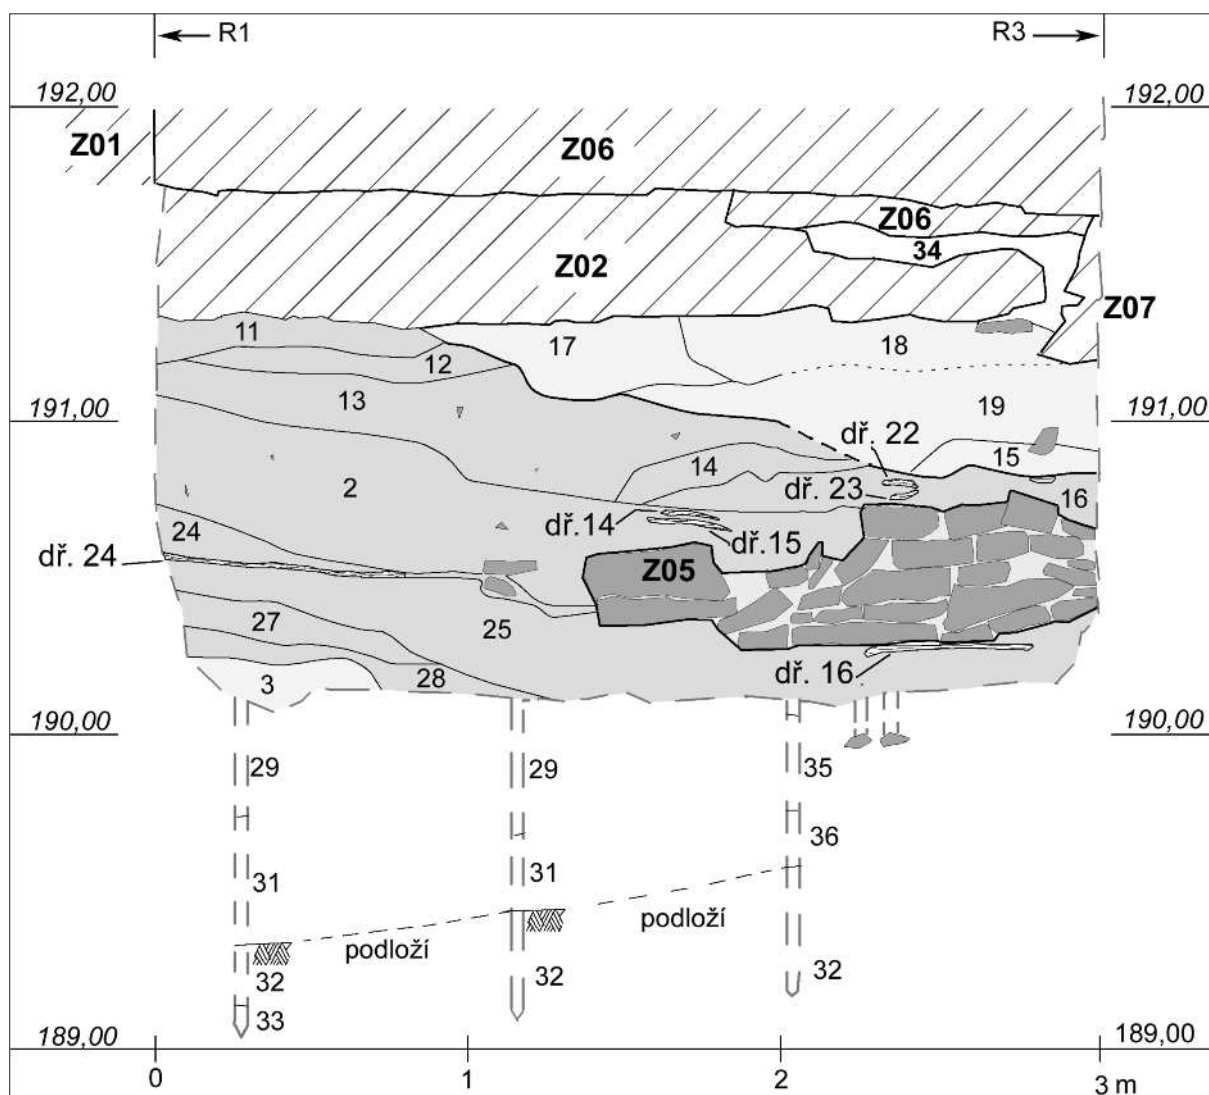 R1 R3
192,00 192,00
Z01 Z06
Z06
34
Z02
Z07
11 17 18
12
13 19
191,00 191,00
dř. 22
14 15
2 dř. 23 16
24 dř.14
dř. 24 dř.15
Z05
27 25
dř. 16
3 28
190,00 190,00
29 29 35
36
31 31
podloží
podloží
32 32 32
33
189,00 189,00
0 1 2 3 m